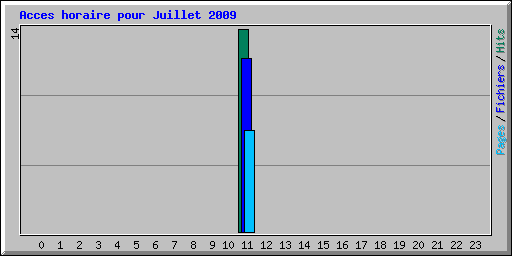 Acces horaire pour Juillet 2009
14
0 1 2 3 4 5 6 7 8 9 10 11 12 13 14 15 16 17 18 19 20 21 22 23
Pages/Fichiers/Hits